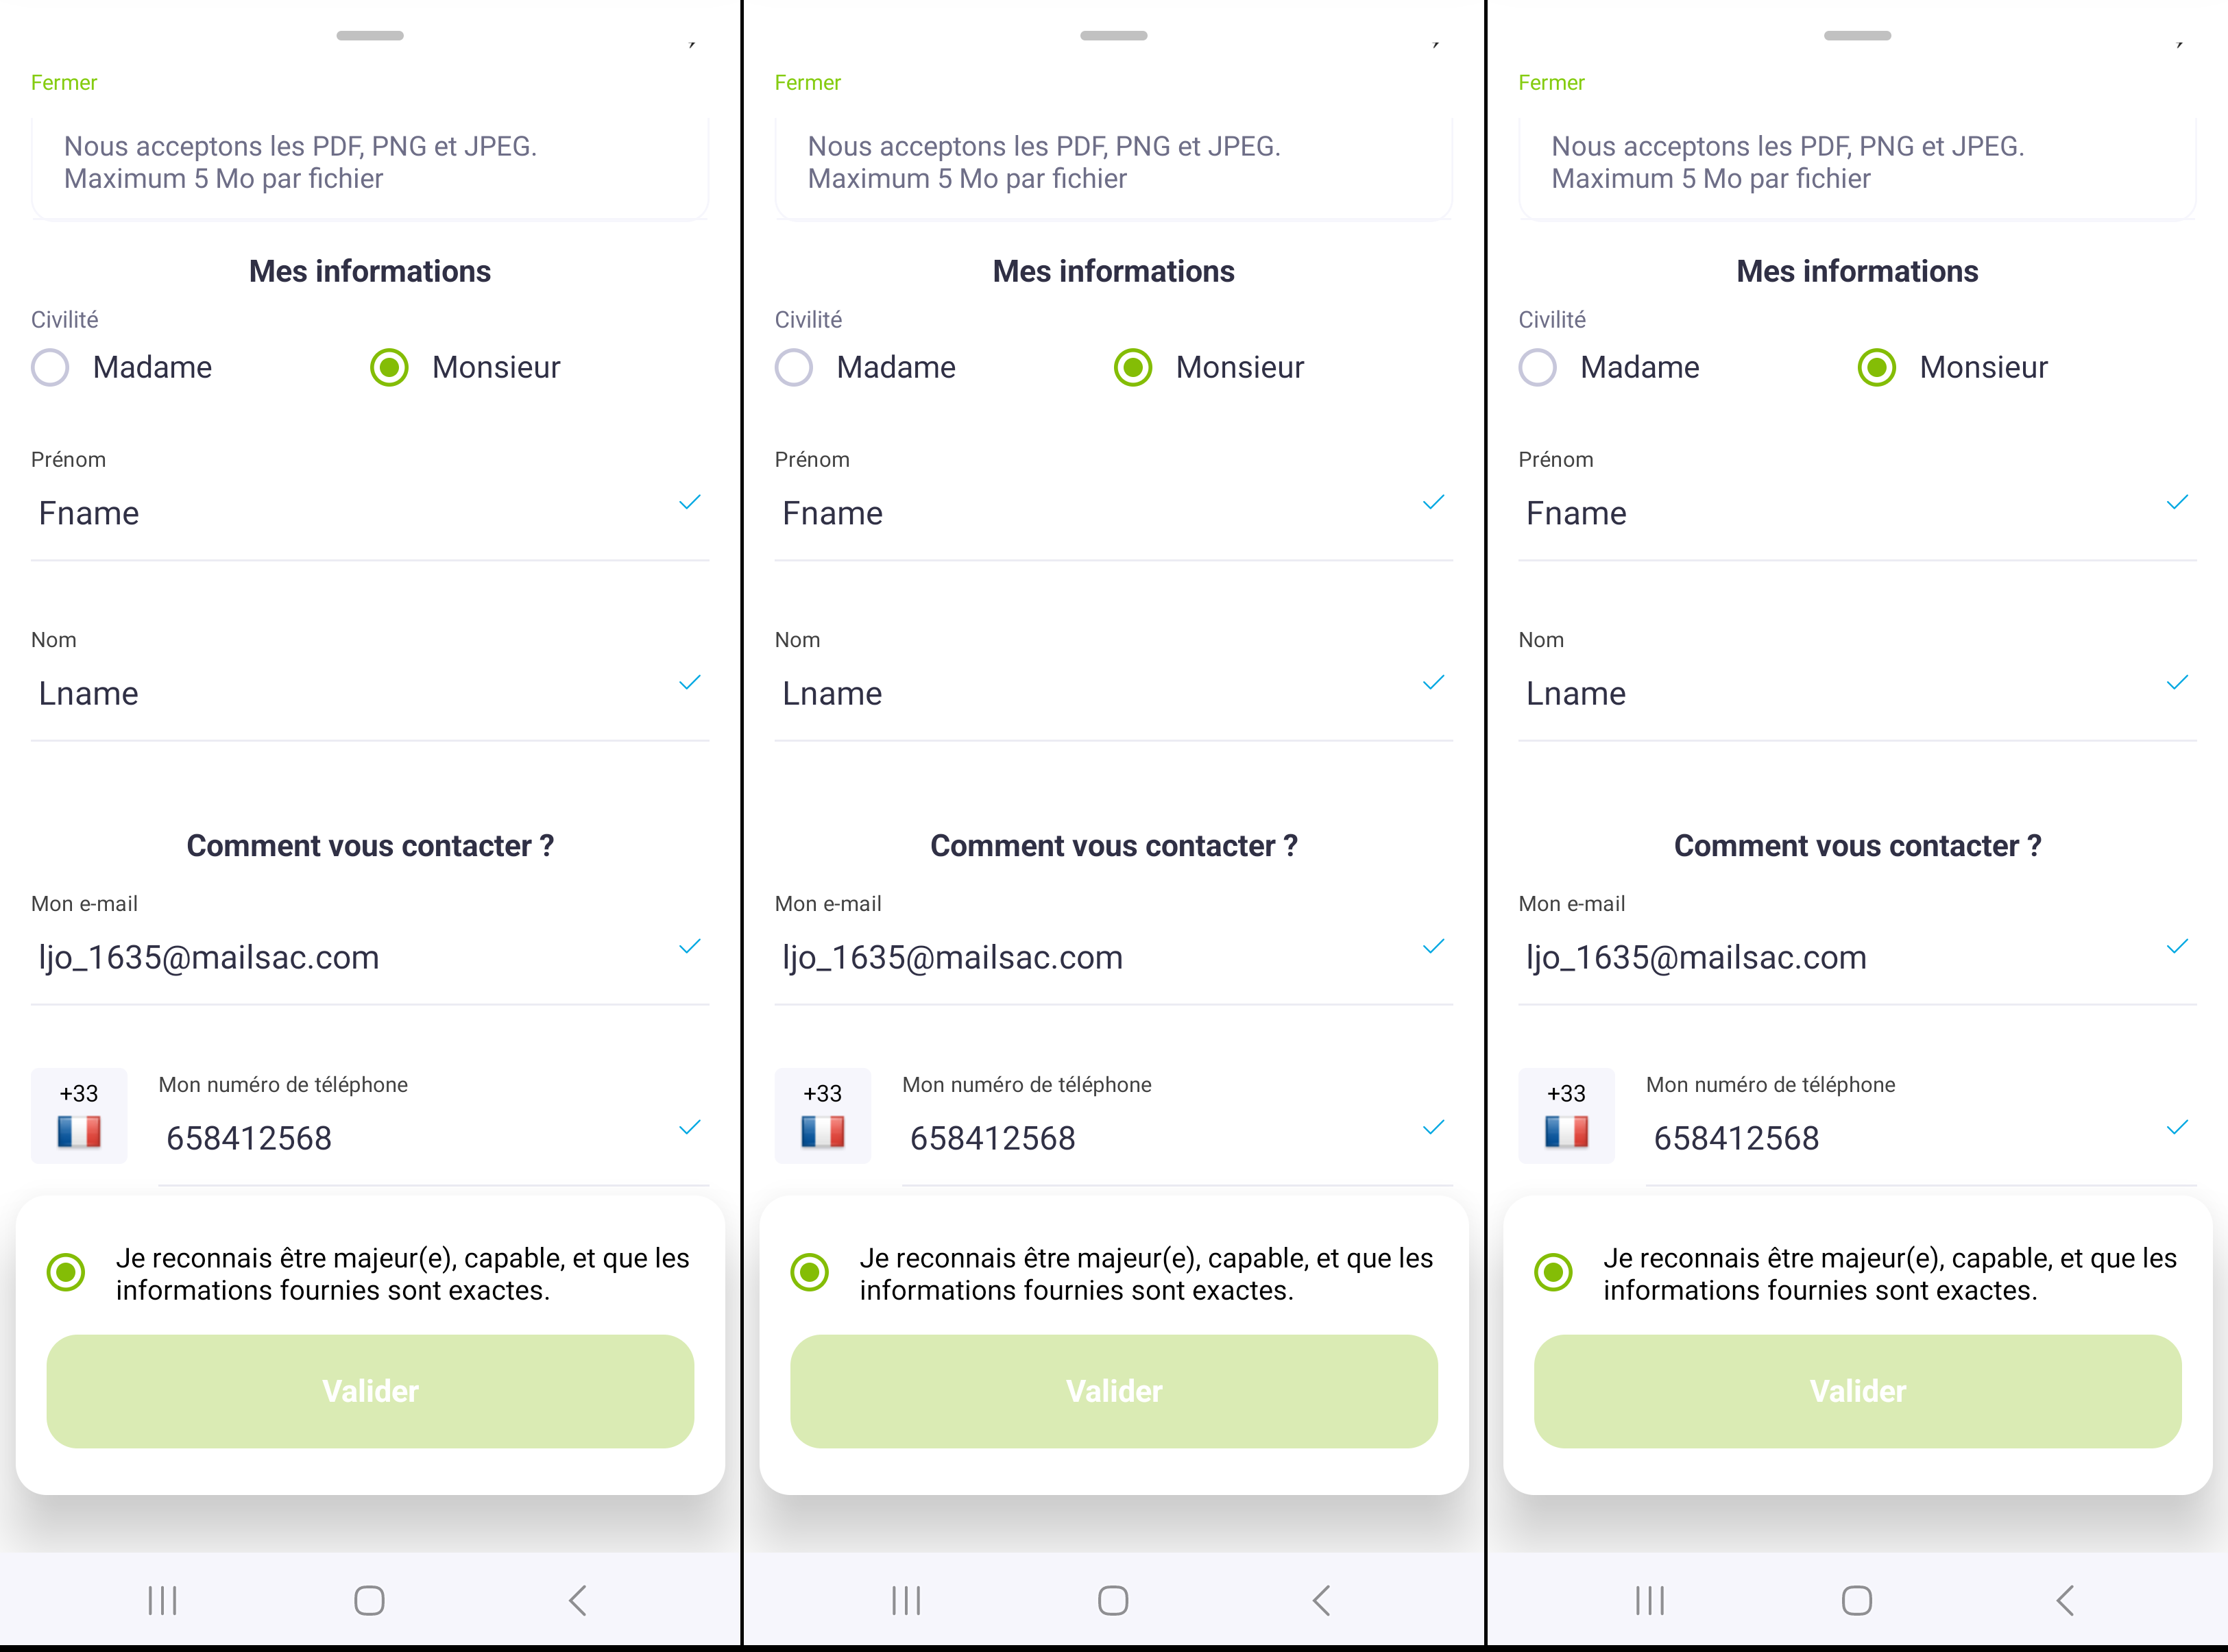 Fermer
Nous acceptons les PDF, PNG et JPEG.
Maximum 5 Mo par fichier
Mes informations
Civilité
Madame Monsieur
Prénom
Fname
Nom
Lname
Comment vous contacter ?
Mon e-mail
ljo_1635@mailsac.com
+33
Mon numéro de téléphone
658412568
Je reconnais être majeur(e), capable, et que les
informations fournies sont exactes.
Valider
Fermer
Nous acceptons les PDF, PNG et JPEG.
Maximum 5 Mo par fichier
Mes informations
Civilité
Madame Monsieur
Prénom
Fname
Nom
Lname
Comment vous contacter ?
Mon e-mail
ljo_1635@mailsac.com
+33
Mon numéro de téléphone
658412568
Je reconnais être majeur(e), capable, et que les
informations fournies sont exactes.
Valider
Fermer
Nous acceptons les PDF, PNG et JPEG.
Maximum 5 Mo par fichier
Mes informations
Civilité
Madame Monsieur
Prénom
Fname
Nom
Lname
Comment vous contacter ?
Mon e-mail
ljo_1635@mailsac.com
+33
Mon numéro de téléphone
658412568
Je reconnais être majeur(e), capable, et que les
informations fournies sont exactes.
Valider